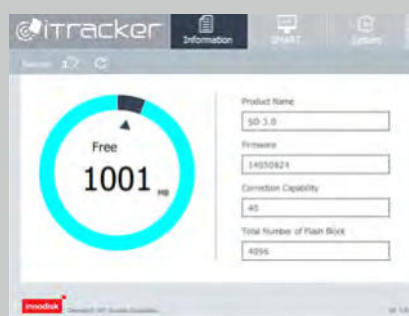 iTracker
Information
SMART
Product Name
SD-3.0
Free
Firmware
1001 MB
14050824
Correction Capability
40
Total Number of Flash Block
4096
innodisk